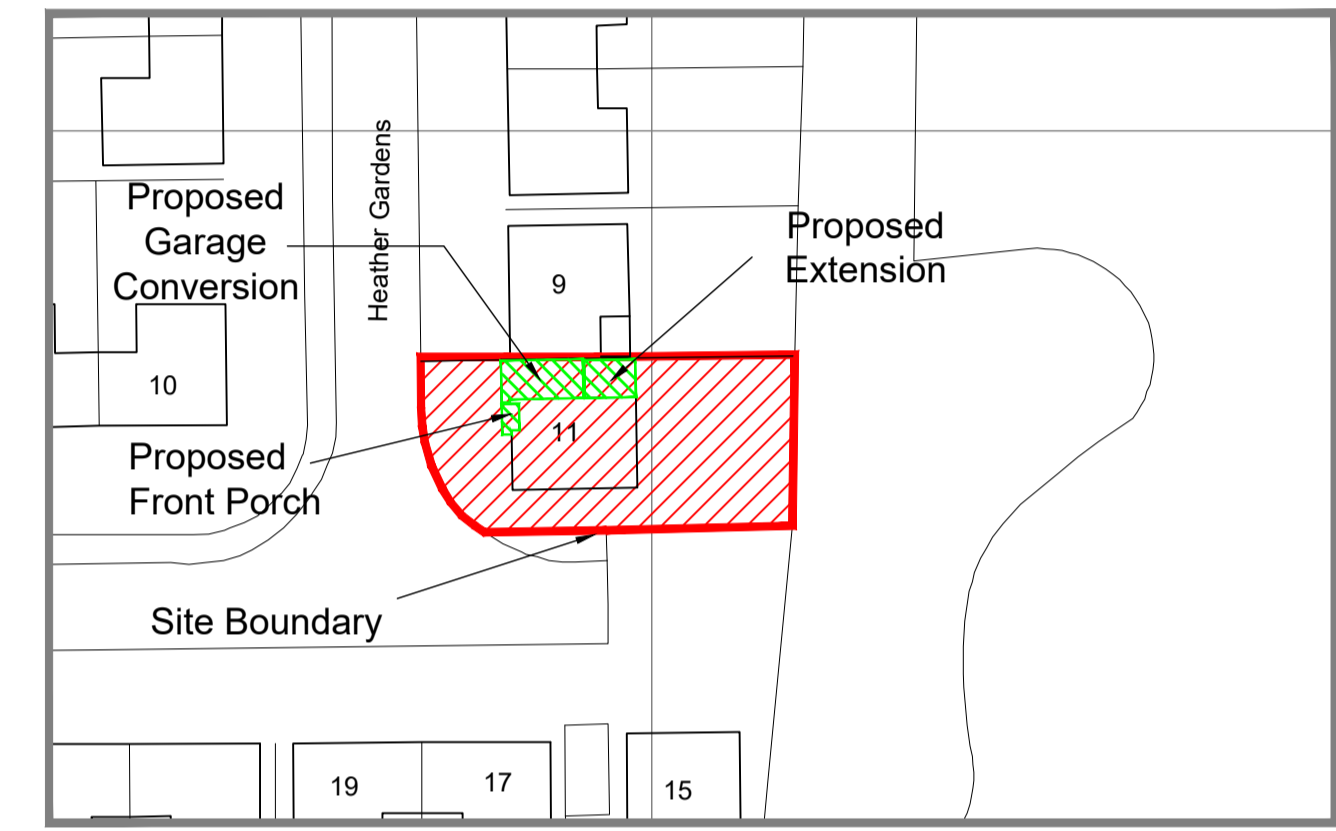 Proposed
Garage
Conversion
Heather Gardens
Proposed
Extension
9
10
11
Proposed
Front Porch
Site Boundary
19
17
15